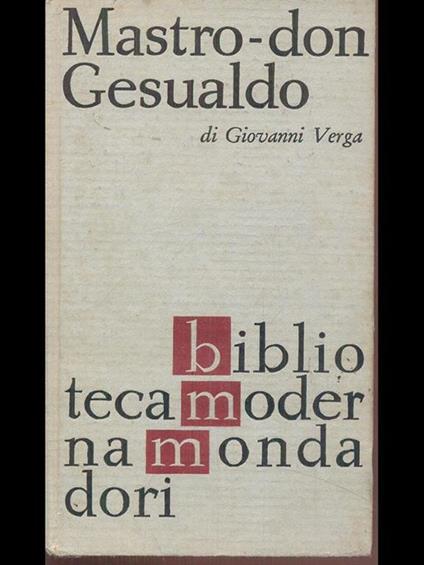 Mastro-don
Gesualdo
di Giovanni Verga
biblio
tecamoder
namonda
dori